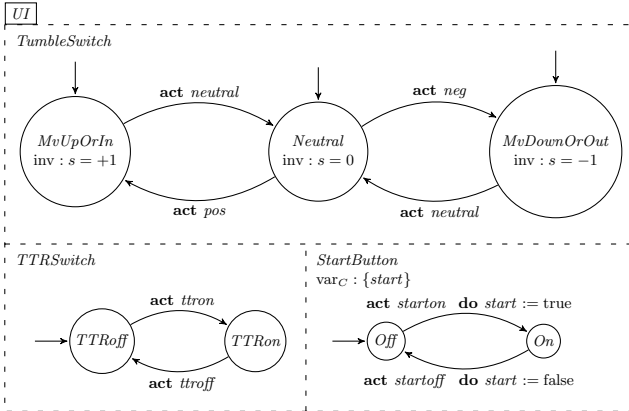 UI
TumbleSwitch
act neutral
act neg
MvUpOrIn
inv : s = +1
Neutral
inv : s = 0
MvDownOrOut
inv : s = −1
act pos
act neutral
TTRSwitch
StartButton
var_C : {start}
act ttron
act starton do start := true
TTRoff
TTRon
Off
On
act ttroff
act startoff do start := false